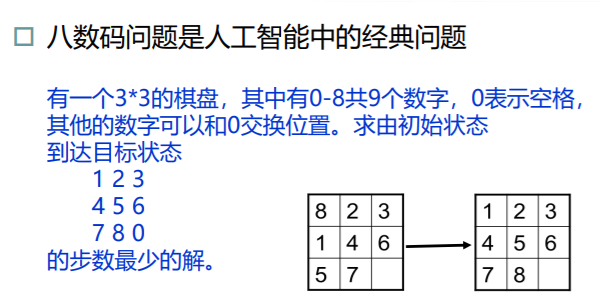 八数码问题是人工智能中的经典问题
有一个3*3的棋盘，其中有0-8共9个数字，0表示空格，
其他的数字可以和0交换位置。求由初始状态
到达目标状态
1 2 3
4 5 6
7 8 0
的步数最少的解。
8 2 3
1 4 6
5 7
1 2 3
4 5 6
7 8